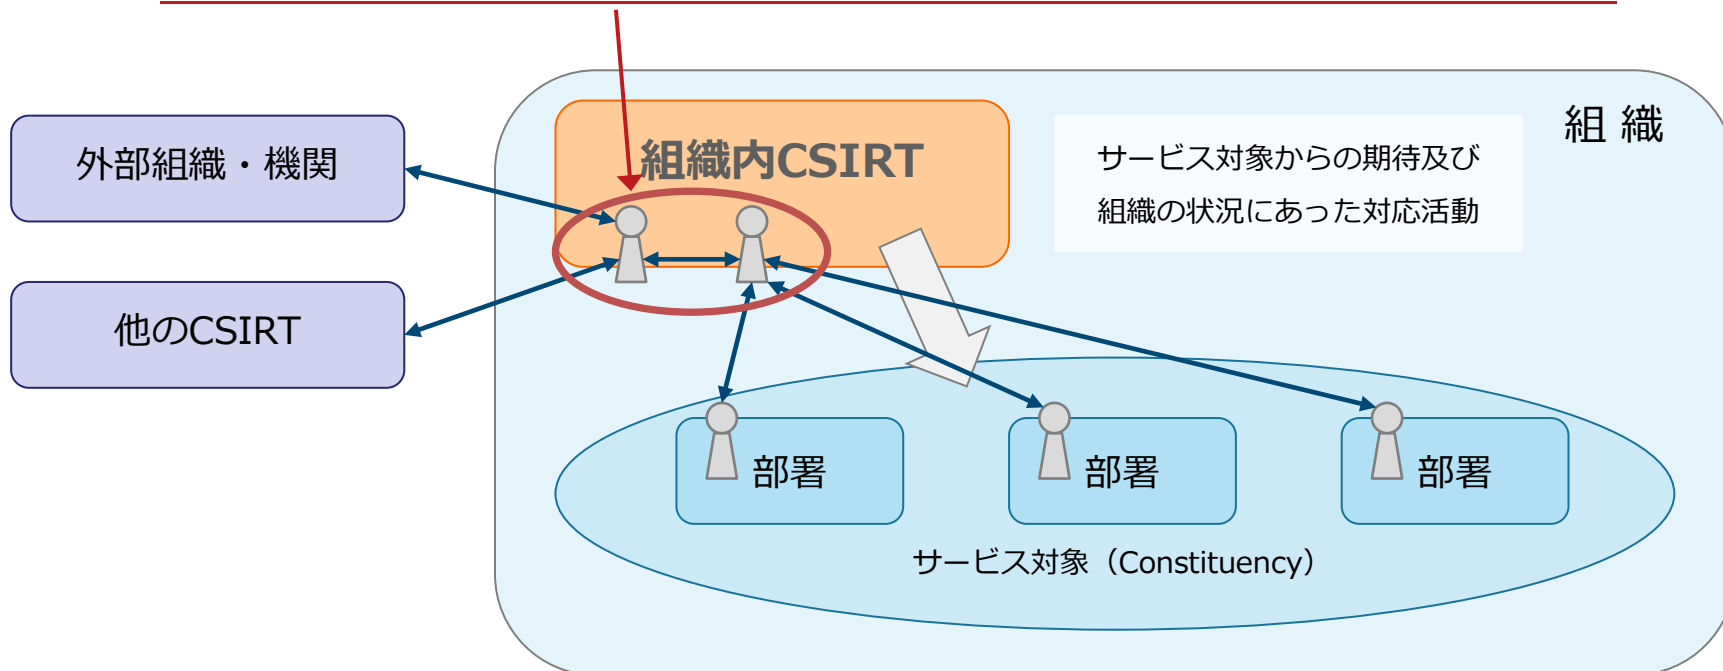 組 織
組織内CSIRT
外部組織・機関
サービス対象からの期待及び
組織の状況にあった対応活動
他のCSIRT
部署
部署
部署
サービス対象（Constituency）